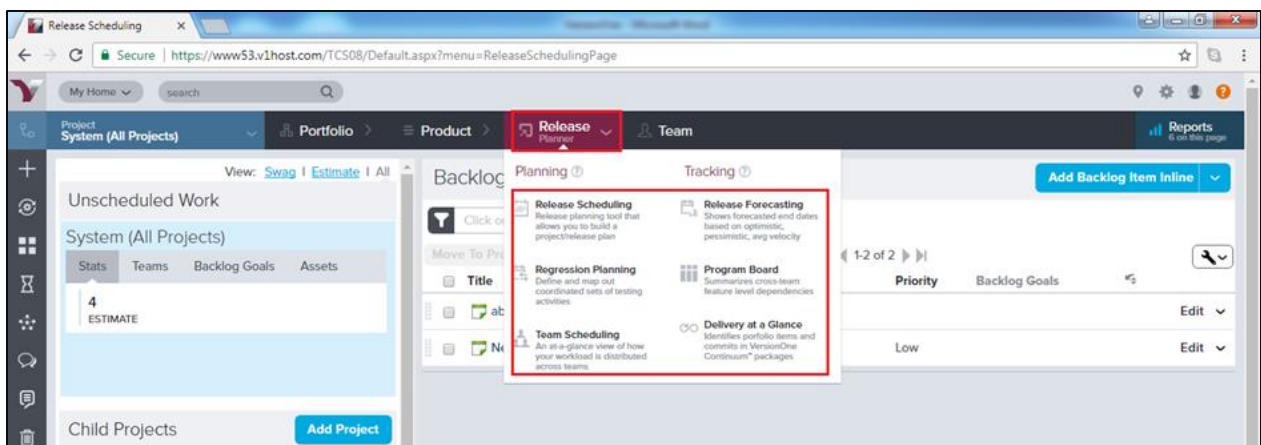 Release Scheduling
Secure | https://www53.v1host.com/TCS08/Default.aspx?menu=ReleaseSchedulingPage
My Home
search
Project
System (All Projects)
Portfolio
Product
Release
Planner
Team
Reports
6 on this page
View: Swag | Estimate | All
Unscheduled Work
System (All Projects)
Stats Teams Backlog Goals Assets
4
ESTIMATE
Child Projects
Add Project
Backlog
Add Backlog Item Inline
Click o
Move To Pr
1-2 of 2
Title
Priority
Backlog Goals
ab
Edit
Ne
Low
Edit
Planning
Release Scheduling
Release planning tool that
allows you to build a
project/release plan
Regression Planning
Define and map out
coordinated sets of testing
activities
Team Scheduling
An at-a-glance view of how
your workload is distributed
across teams
Tracking
Release Forecasting
Shows forecasted end dates
based on optimistic,
pessimistic, avg velocity
Program Board
Summarizes cross-team
feature level dependencies
Delivery at a Glance
Identifies porfolio items and
commits in VersionOne
Continuum™ packages